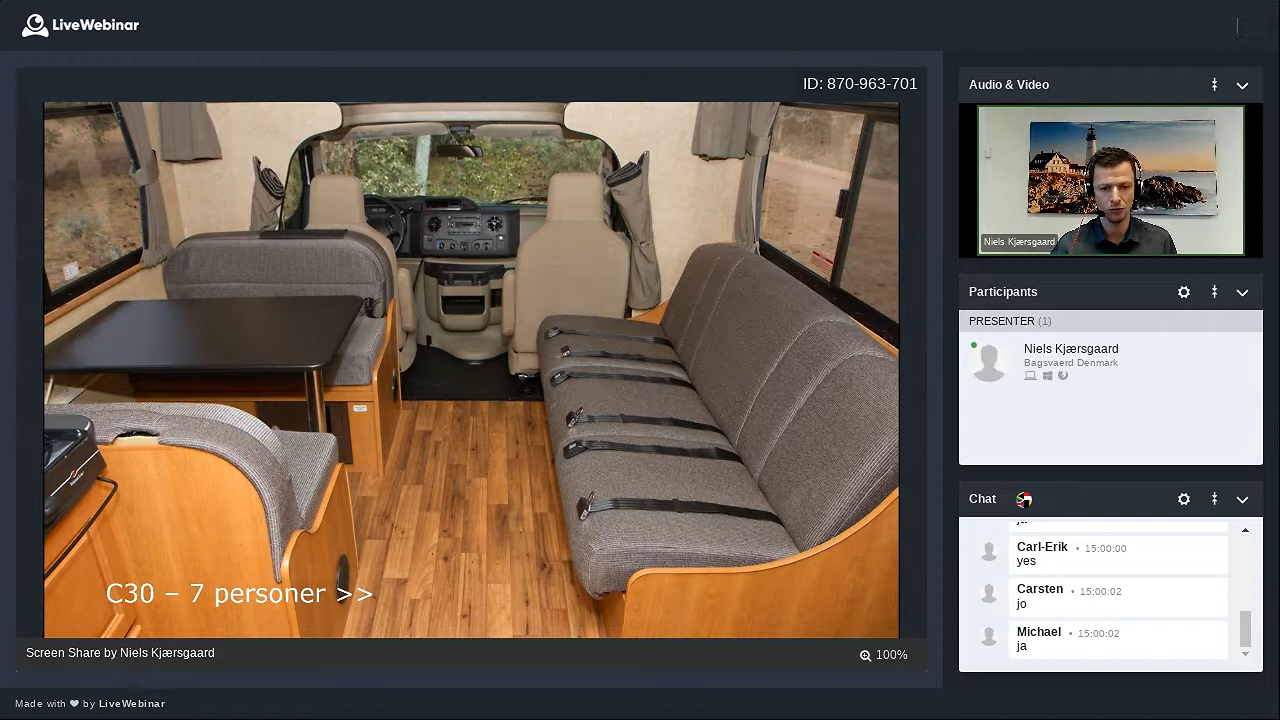 LiveWebinar
ID: 870-963-701
C30 – 7 personer >>
Screen Share by Niels Kjærsgaard
100%
Made with by LiveWebinar
Audio & Video
Niels Kjærsgaard
Participants
PRESENTER (1)
Niels Kjærsgaard
Bagsvaerd Denmark
Chat
ja
Carl-Erik • 15:00:00
yes
Carsten • 15:00:02
jo
Michael • 15:00:02
ja